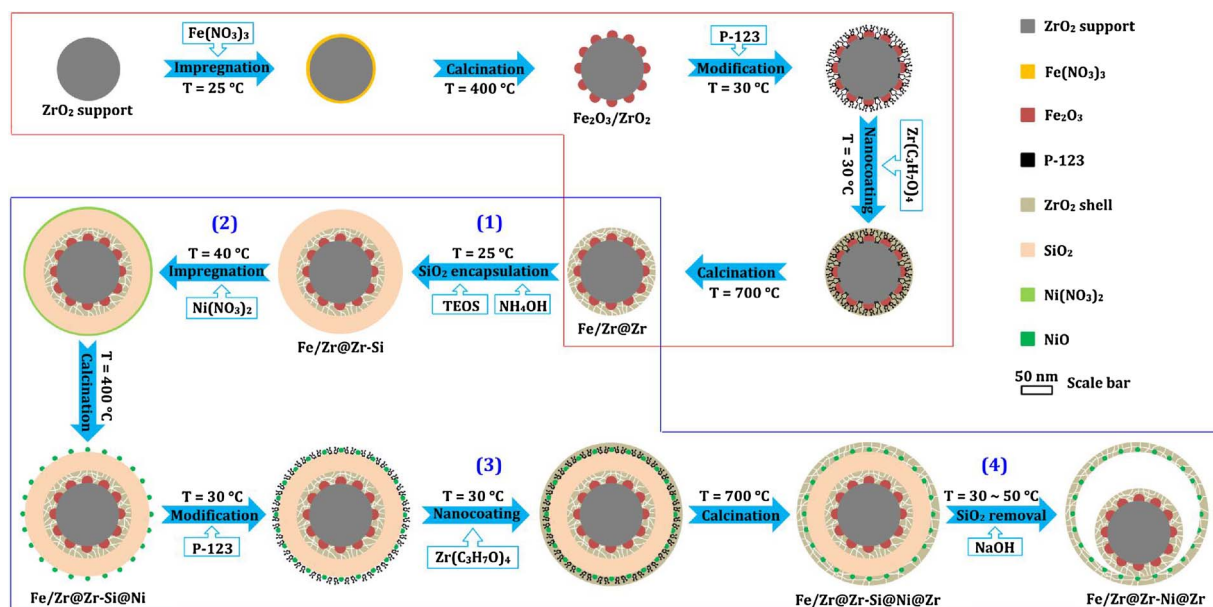 Fe(NO₃)₃
Impregnation
T = 25 °C
ZrO₂ support
Calcination
T = 400 °C
Fe₂O₃/ZrO₂
P-123
Modification
T = 30 °C
Zr(C₃H₇O)₄
Nanocoating
T = 30 °C
Calcination
T = 700 °C
Fe/Zr@Zr
(1)
T = 25 °C
SiO₂ encapsulation
TEOS
NH₄OH
Fe/Zr@Zr-Si
(2)
T = 40 °C
Impregnation
Ni(NO₃)₂
T = 400 °C
Calcination
Fe/Zr@Zr-Si@Ni
T = 30 °C
Modification
P-123
(3)
T = 30 °C
Nanocoating
Zr(C₃H₇O)₄
T = 700 °C
Calcination
Fe/Zr@Zr-Si@Ni@Zr
(4)
T = 30 ~ 50 °C
SiO₂ removal
NaOH
Fe/Zr@Zr-Ni@Zr
ZrO₂ support
Fe(NO₃)₃
Fe₂O₃
P-123
ZrO₂ shell
SiO₂
Ni(NO₃)₂
NiO
50 nm
Scale bar